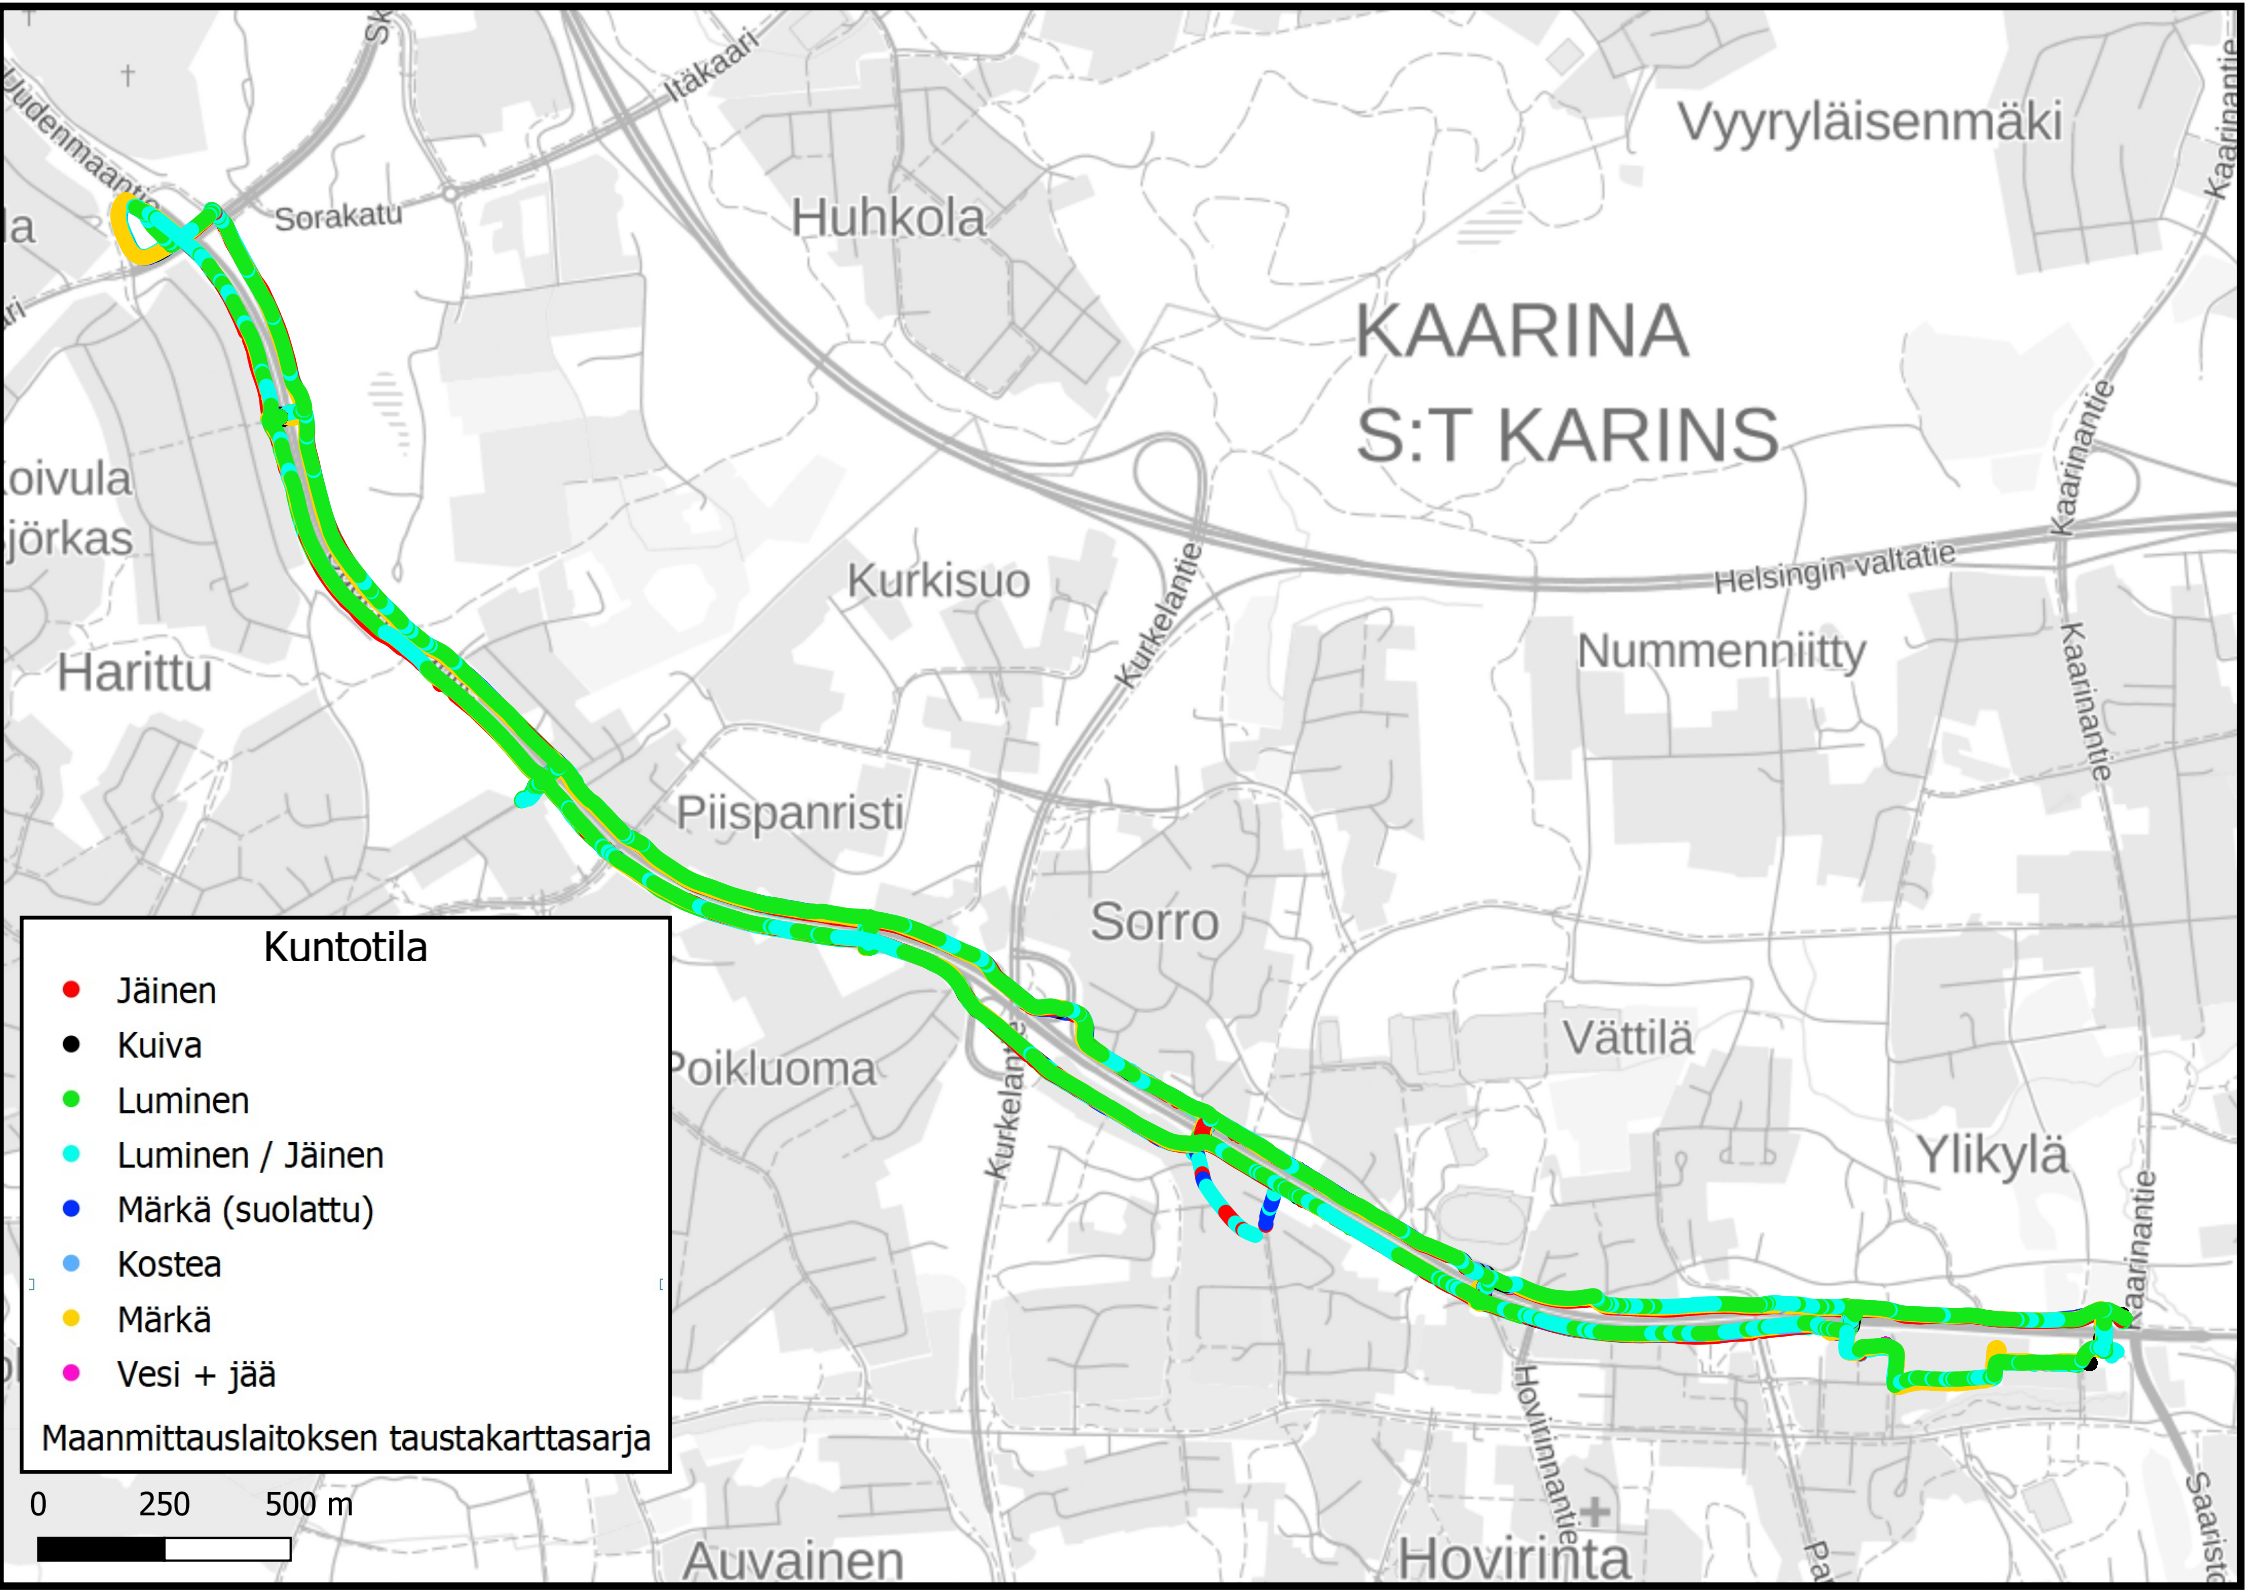 Itäkaari
Uudenmaantie
Vyyryläisenmäki
Kaarinantie
Sorakatu
Huhkola
KAARINA
S:T KARINS
Kaarinantie
Helsingin valtatie
Kurkisuo
Kurkelantie
Nummenniitty
Kaarinantie
Harittu
Piispanristi
Sorro
Vättilä
Poikluoma
Kurkelantie
Ylikylä
Kaarinantie
Hovirinnantie
Auvainen
Hovirinta
Kuntotila
Jäinen
Kuiva
Luminen
Luminen / Jäinen
Märkä (suolattu)
Kostea
Märkä
Vesi + jää
Maanmittauslaitoksen taustakarttasarja
0 250 500 m